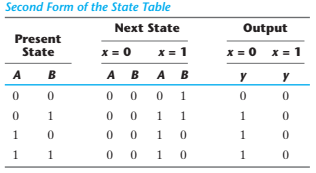 Second Form of the State Table
Present State Next State Output
x = 0 x = 1 x = 0 x = 1
A B A B A B y y
0 0 0 0 0 1 0 0
0 1 0 0 1 1 1 0
1 0 0 0 1 0 1 0
1 1 0 0 1 0 1 0